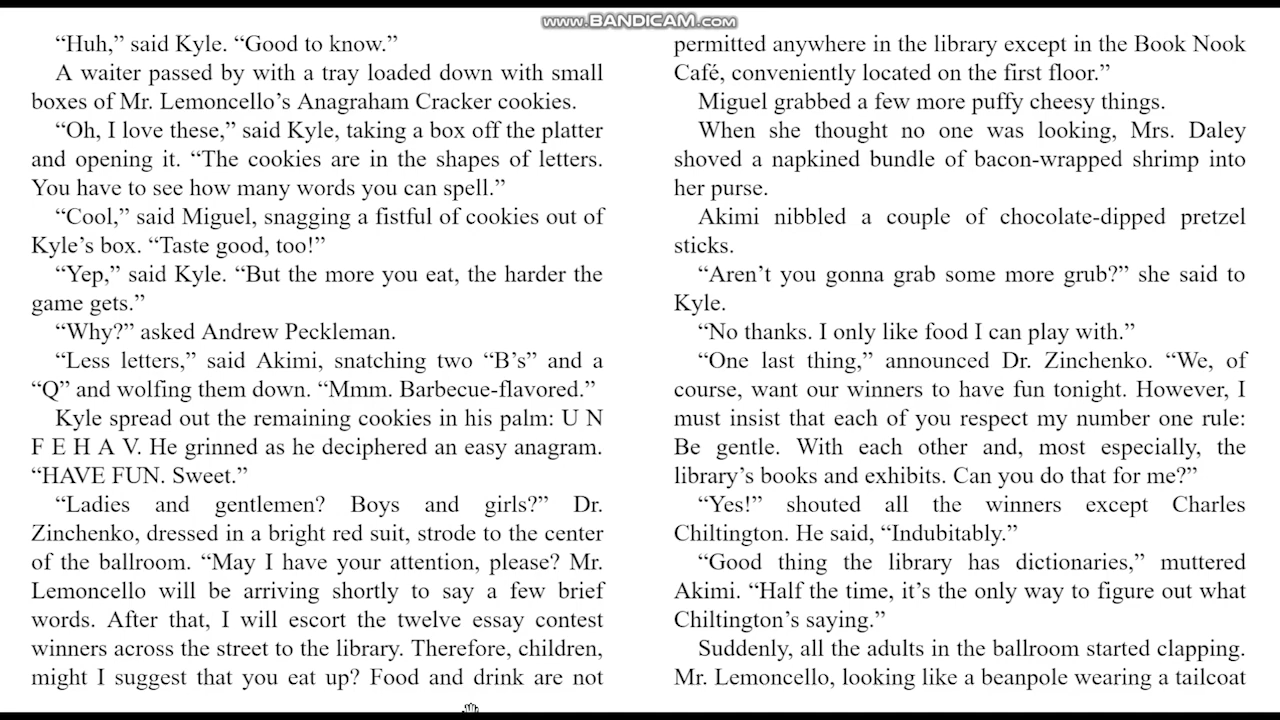 www.BANDICAM.com
“Huh,” said Kyle. “Good to know.”
A waiter passed by with a tray loaded down with small
boxes of Mr. Lemoncello’s Anagraham Cracker cookies.
“Oh, I love these,” said Kyle, taking a box off the platter
and opening it. “The cookies are in the shapes of letters.
You have to see how many words you can spell.”
“Cool,” said Miguel, snagging a fistful of cookies out of
Kyle’s box. “Taste good, too!”
“Yep,” said Kyle. “But the more you eat, the harder the
game gets.”
“Why?” asked Andrew Peckleman.
“Less letters,” said Akimi, snatching two “B’s” and a
“Q” and wolfing them down. “Mmm. Barbecue-flavored.”
Kyle spread out the remaining cookies in his palm: U N
F E H A V. He grinned as he deciphered an easy anagram.
“HAVE FUN. Sweet.”
“Ladies and gentlemen? Boys and girls?” Dr.
Zinchenko, dressed in a bright red suit, strode to the center
of the ballroom. “May I have your attention, please? Mr.
Lemoncello will be arriving shortly to say a few brief
words. After that, I will escort the twelve essay contest
winners across the street to the library. Therefore, children,
might I suggest that you eat up? Food and drink are not
permitted anywhere in the library except in the Book Nook
Café, conveniently located on the first floor.”
Miguel grabbed a few more puffy cheesy things.
When she thought no one was looking, Mrs. Daley
shoved a napkined bundle of bacon-wrapped shrimp into
her purse.
Akimi nibbled a couple of chocolate-dipped pretzel
sticks.
“Aren’t you gonna grab some more grub?” she said to
Kyle.
“No thanks. I only like food I can play with.”
“One last thing,” announced Dr. Zinchenko. “We, of
course, want our winners to have fun tonight. However, I
must insist that each of you respect my number one rule:
Be gentle. With each other and, most especially, the
library’s books and exhibits. Can you do that for me?”
“Yes!” shouted all the winners except Charles
Chiltington. He said, “Indubitably.”
“Good thing the library has dictionaries,” muttered
Akimi. “Half the time, it’s the only way to figure out what
Chiltington’s saying.”
Suddenly, all the adults in the ballroom started clapping.
Mr. Lemoncello, looking like a beanpole wearing a tailcoat